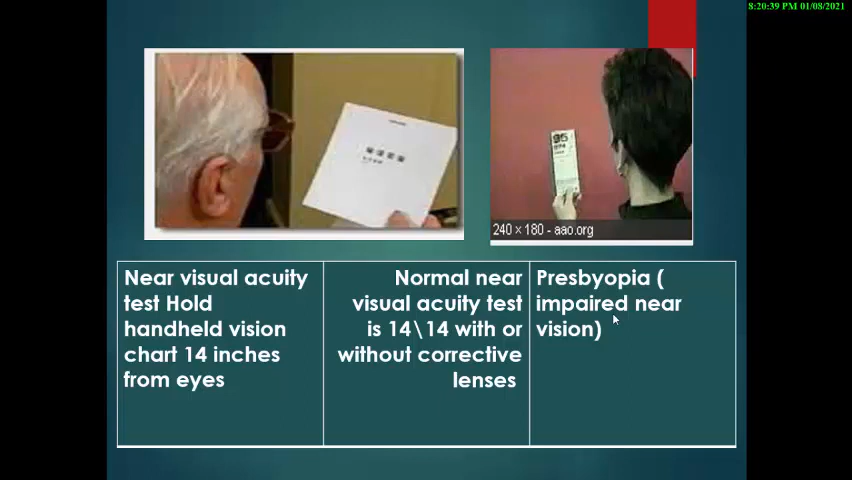 8:20:39 PM 01/08/2021
95
874
240 × 180 - aao.org
Near visual acuity
test Hold
handheld vision
chart 14 inches
from eyes
Normal near
visual acuity test
is 14\14 with or
without corrective
lenses
Presbyopia (
impaired near
vision)